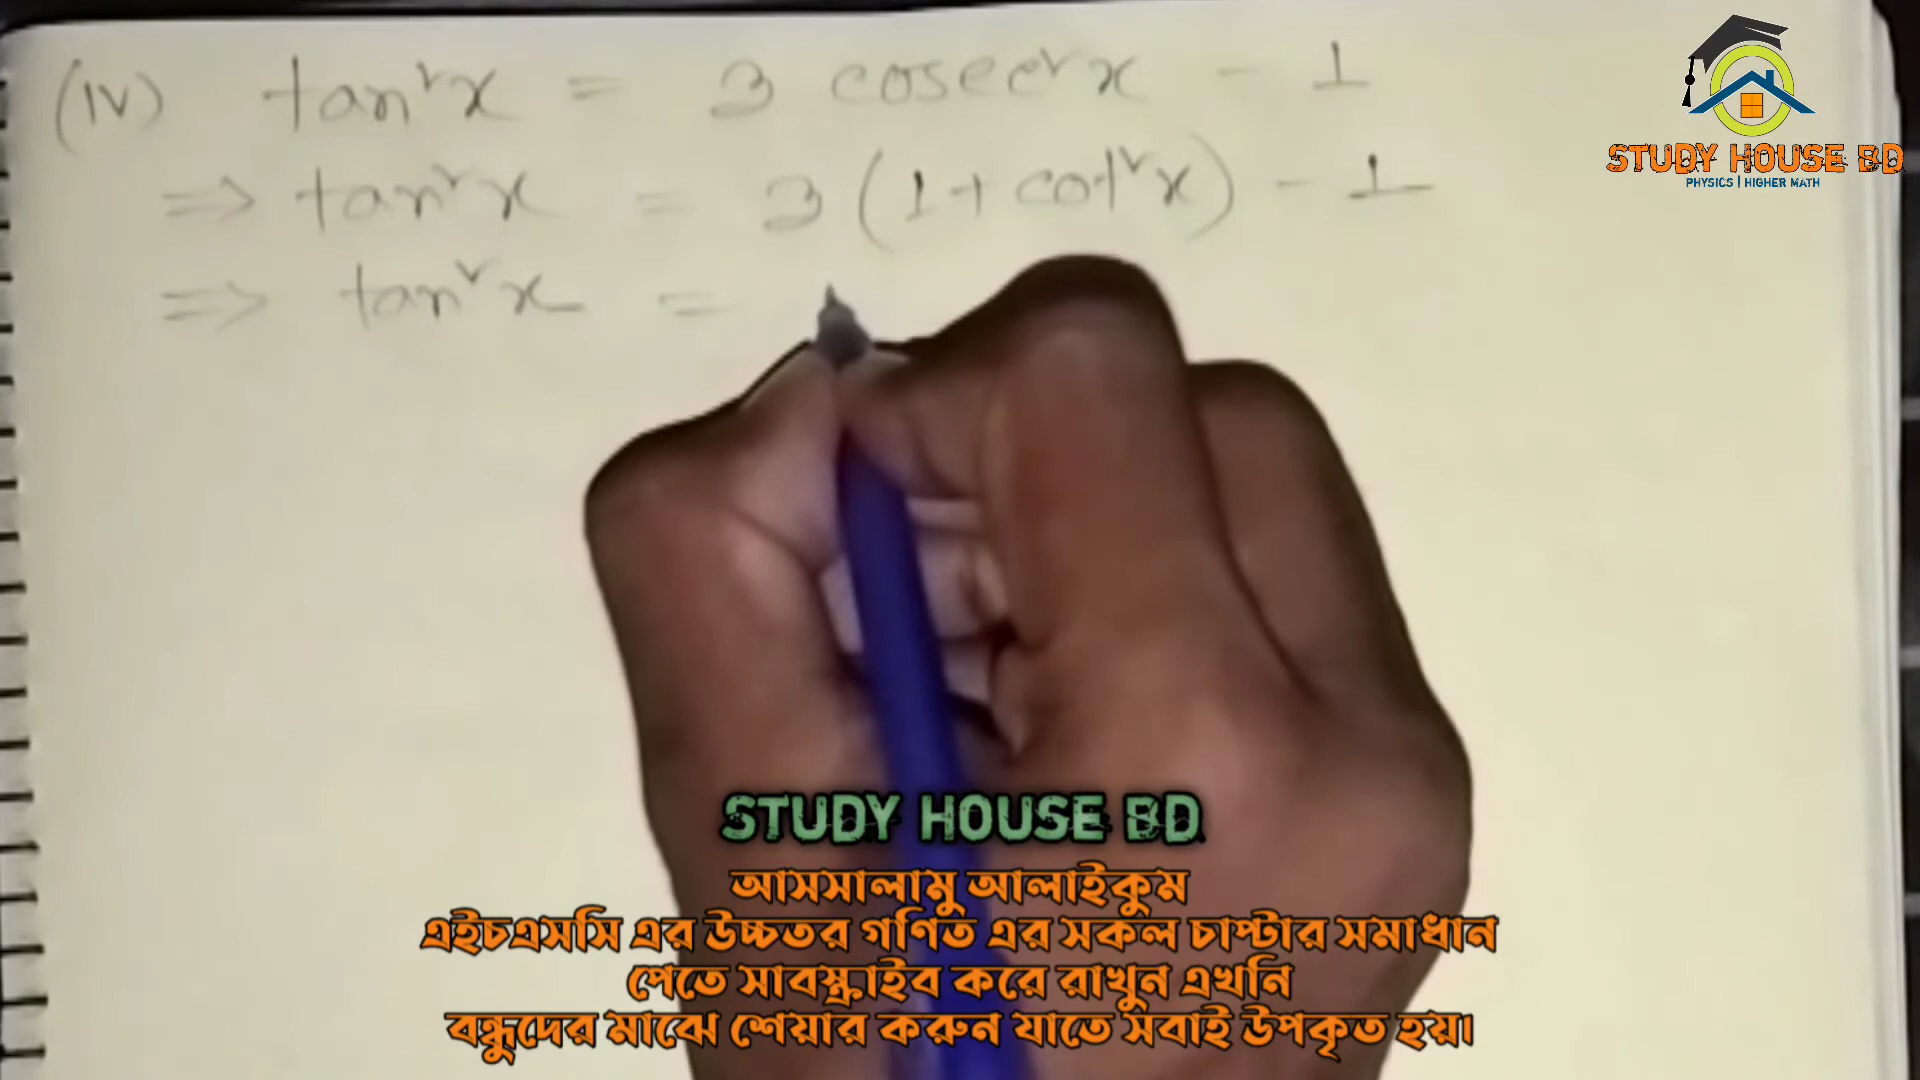 (iv) tan²x = 3 cosec²x - 1
⇒ tan²x = 3 (1 + cot²x) - 1
⇒ tan²x =
STUDY HOUSE BD
PHYSICS | HIGHER MATH
STUDY HOUSE BD
আসসালামু আলাইকুম
এইচএসসি এর উচ্চতর গণিত এর সকল চাপ্টার সমাধান
পেতে সাবস্ক্রাইব করে রাখুন এখনি
বন্ধুদের মাঝে শেয়ার করুন যাতে সবাই উপকৃত হয়।